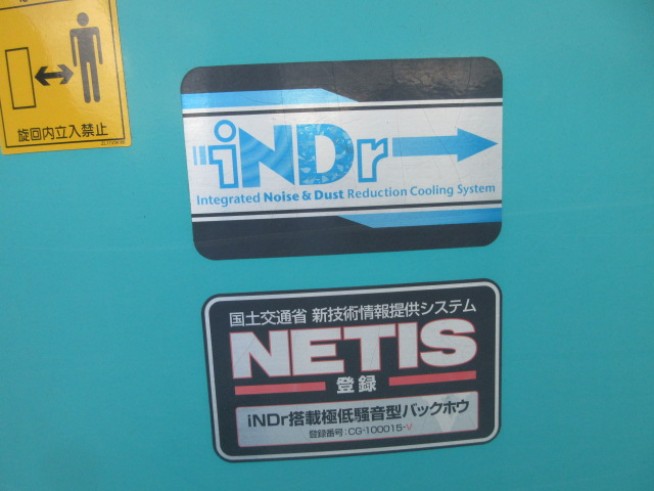 旋回内立入禁止
iNDr
Integrated Noise & Dust Reduction Cooling System
国土交通省 新技術情報提供システム
NETIS
登録
iNDr搭載極低騒音型バックホウ
登録番号:CG-100015-V